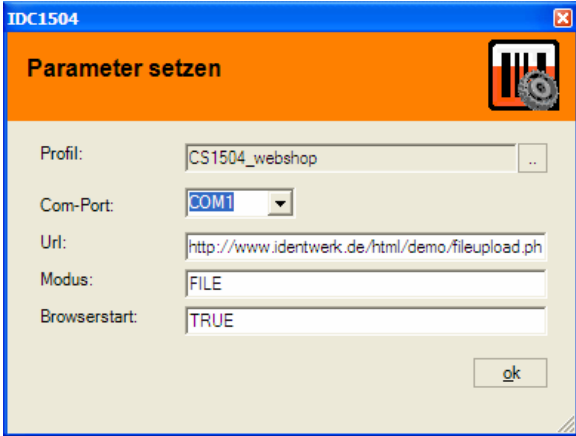 IDC1504
Parameter setzen
Profil: CS1504_webshop ..
Com-Port: COM1
Url: http://www.identwerk.de/html/demo/fileupload.ph
Modus: FILE
Browserstart: TRUE
ok